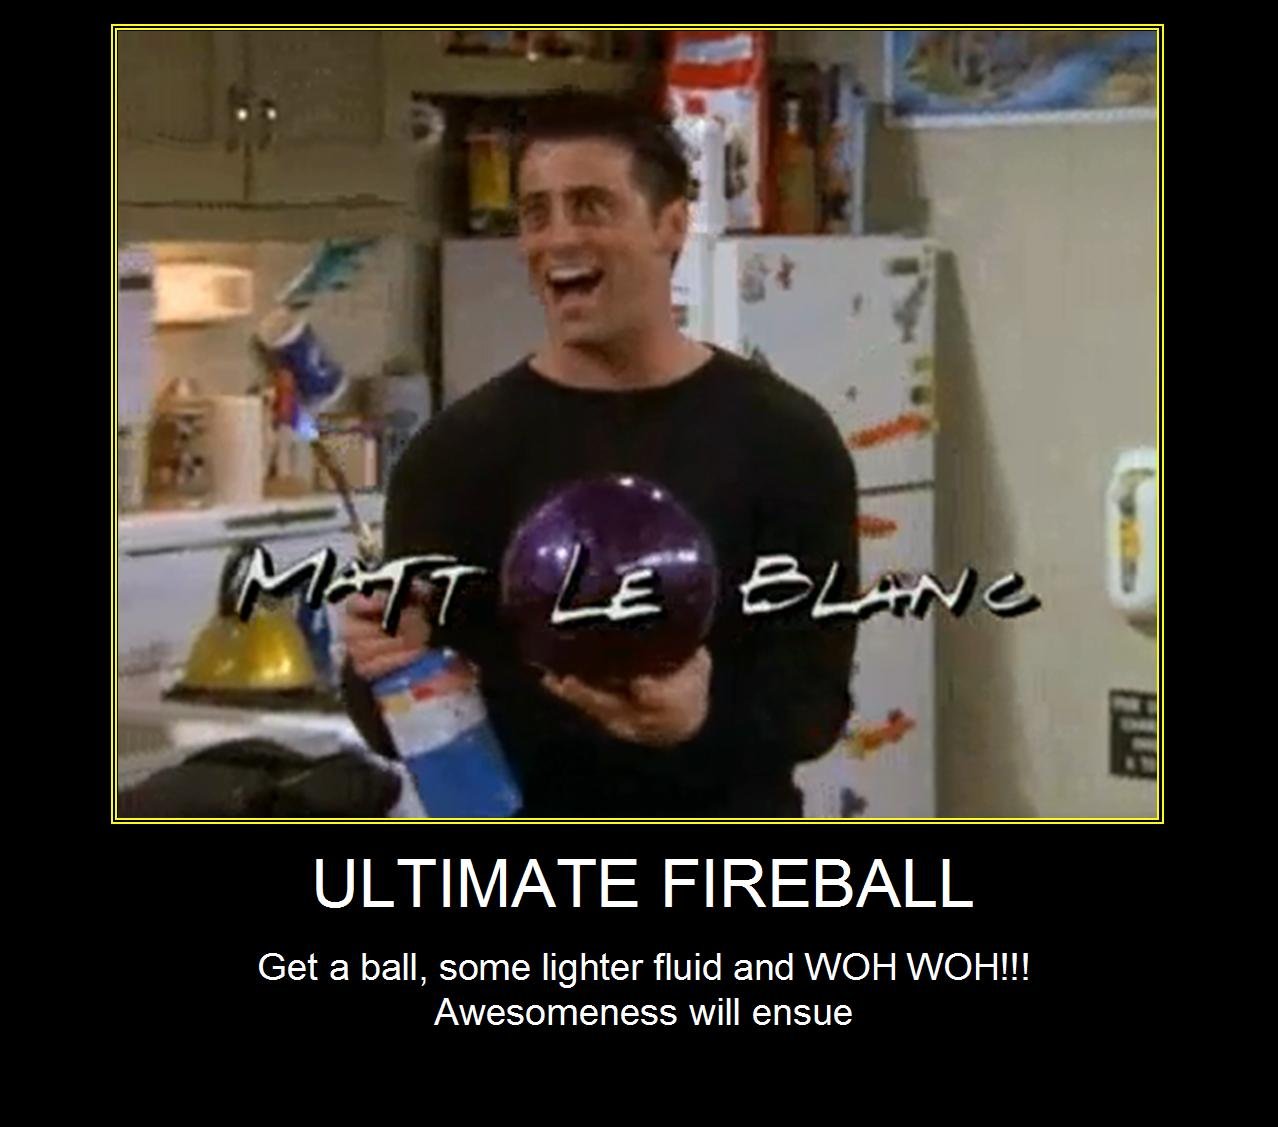 MATT LE BLANC
ULTIMATE FIREBALL
Get a ball, some lighter fluid and WOH WOH!!!
Awesomeness will ensue